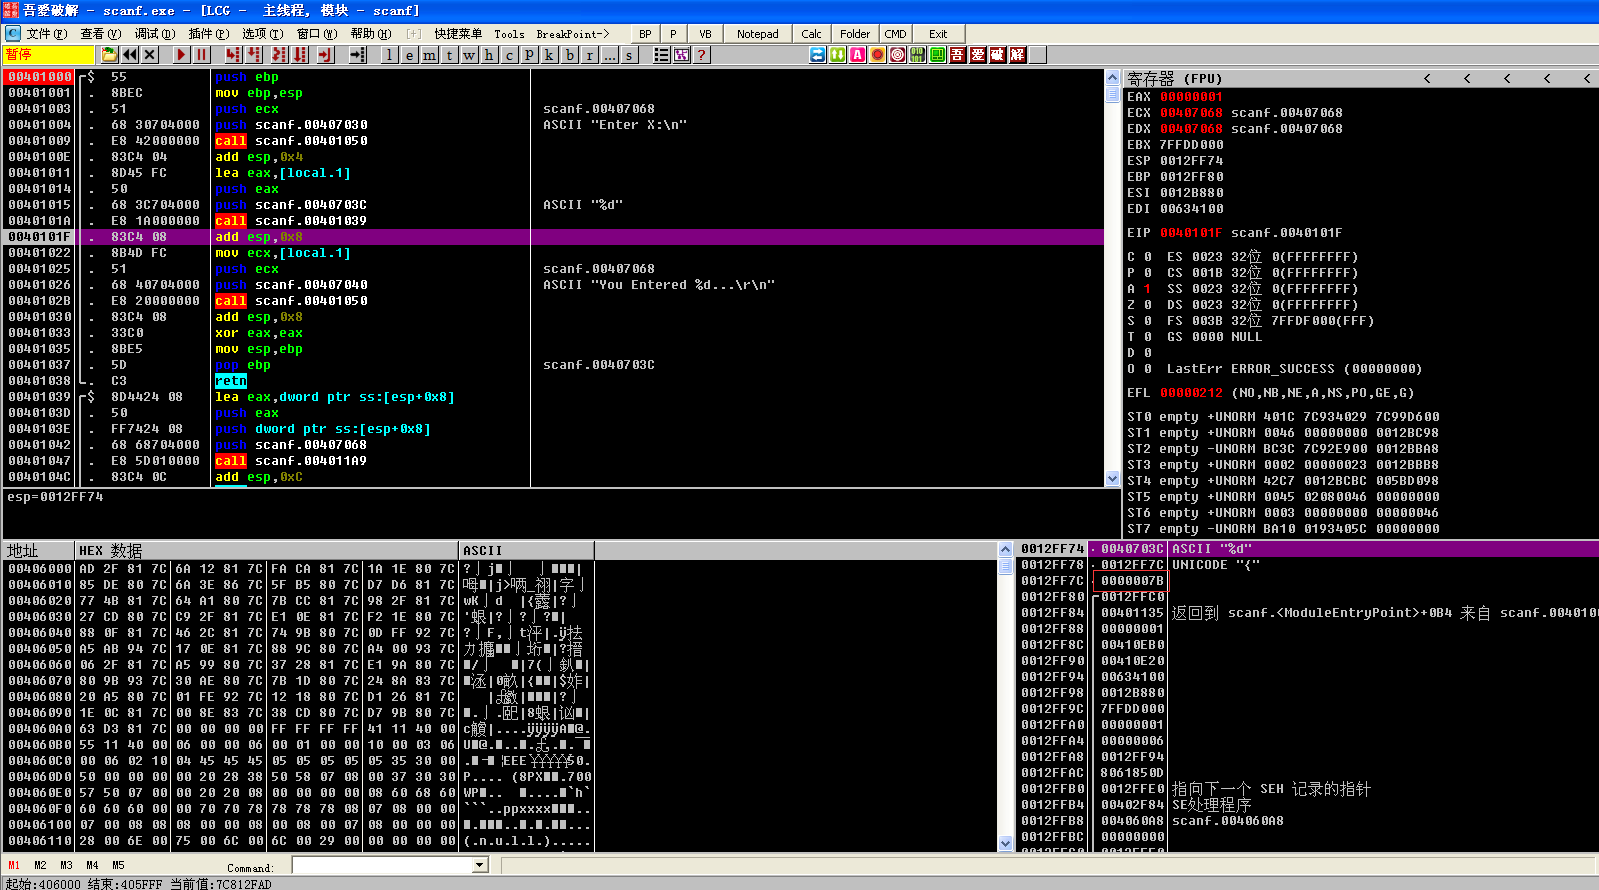 吾爱破解 - scanf.exe - [LCG -  主线程, 模块 - scanf]
文件(F) 查看(V) 调试(D) 插件(P) 选项(T) 窗口(W) 帮助(H) [+] 快捷菜单 Tools BreakPoint-> BP P VB Notepad Calc Folder CMD Exit
暂停 l e m t w h c p k b r ... s ? 吾 爱 破 解
00401000 $ 55 push ebp
00401001 . 8BEC mov ebp,esp
00401003 . 51 push ecx scanf.00407068
00401004 . 68 30704000 push scanf.00407030 ASCII "Enter X:\n"
00401009 . E8 42000000 call scanf.00401050
0040100E . 83C4 04 add esp,0x4
00401011 . 8D45 FC lea eax,[local.1]
00401014 . 50 push eax
00401015 . 68 3C704000 push scanf.0040703C ASCII "%d"
0040101A . E8 1A000000 call scanf.00401039
0040101F . 83C4 08 add esp,0x8
00401022 . 8B4D FC mov ecx,[local.1]
00401025 . 51 push ecx scanf.00407068
00401026 . 68 40704000 push scanf.00407040 ASCII "You Entered %d...\r\n"
0040102B . E8 20000000 call scanf.00401050
00401030 . 83C4 08 add esp,0x8
00401033 . 33C0 xor eax,eax
00401035 . 8BE5 mov esp,ebp
00401037 . 5D pop ebp scanf.0040703C
00401038 . C3 retn
00401039 $ 8D4424 08 lea eax,dword ptr ss:[esp+0x8]
0040103D . 50 push eax
0040103E . FF7424 08 push dword ptr ss:[esp+0x8]
00401042 . 68 68704000 push scanf.00407068
00401047 . E8 5D010000 call scanf.004011A9
0040104C . 83C4 0C add esp,0xC
esp=0012FF74
寄存器 (FPU) < < < < <
EAX 00000001
ECX 00407068 scanf.00407068
EDX 00407068 scanf.00407068
EBX 7FFDD000
ESP 0012FF74
EBP 0012FF80
ESI 0012B880
EDI 00634100
EIP 0040101F scanf.0040101F
C 0 ES 0023 32位 0(FFFFFFFF)
P 0 CS 001B 32位 0(FFFFFFFF)
A 1 SS 0023 32位 0(FFFFFFFF)
Z 0 DS 0023 32位 0(FFFFFFFF)
S 0 FS 003B 32位 7FFDF000(FFF)
T 0 GS 0000 NULL
D 0
O 0 LastErr ERROR_SUCCESS (00000000)
EFL 00000212 (NO,NB,NE,A,NS,PO,GE,G)
ST0 empty +UNORM 401C 7C934029 7C99D600
ST1 empty +UNORM 0046 00000000 0012BC98
ST2 empty -UNORM BC3C 7C92E900 0012BBA8
ST3 empty +UNORM 0002 00000023 0012BBB8
ST4 empty +UNORM 42C7 0012BCBC 005BD098
ST5 empty +UNORM 0045 02080046 00000000
ST6 empty +UNORM 0003 00000000 00000046
ST7 empty -UNORM BA10 0193405C 00000000
地址 HEX 数据 ASCII
00406000 AD 2F 81 7C 6A 12 81 7C FA CA 81 7C 1A 1E 80 7C
00406010 85 DE 80 7C 6A 3E 86 7C 5F B5 80 7C D7 D6 81 7C
00406020 77 4B 81 7C 64 A1 80 7C 7B CC 81 7C 98 2F 81 7C
00406030 27 CD 80 7C C9 2F 81 7C E1 0E 81 7C F2 1E 80 7C
00406040 88 0F 81 7C 46 2C 81 7C 74 9B 80 7C 0D FF 92 7C
00406050 A5 AB 94 7C 17 0E 81 7C 88 9C 80 7C A4 00 93 7C
00406060 06 2F 81 7C A5 99 80 7C 37 28 81 7C E1 9A 80 7C
00406070 80 9B 93 7C 30 AE 80 7C 7B 1D 80 7C 24 8A 83 7C
00406080 20 A5 80 7C 01 FE 92 7C 12 18 80 7C D1 26 81 7C
00406090 1E 0C 81 7C 00 8E 83 7C 38 CD 80 7C D7 9B 80 7C
004060A0 63 D3 81 7C 00 00 00 00 FF FF FF FF 41 11 40 00
004060B0 55 11 40 00 06 00 00 06 00 01 00 00 10 00 03 06
004060C0 00 06 02 10 04 45 45 45 05 05 05 05 05 35 30 00
004060D0 50 00 00 00 00 20 28 38 50 58 07 08 00 37 30 30 P.... (8PX■■.700
004060E0 57 50 07 00 00 20 20 08 00 00 00 00 08 60 68 60 WP■..  ■....■`h`
004060F0 60 60 60 00 00 70 70 78 78 78 78 08 07 08 00 00 ```..ppxxxx■■■..
00406100 07 00 08 08 08 00 00 08 00 08 00 07 08 00 00 00
00406110 28 00 6E 00 75 00 6C 00 6C 00 29 00 00 00 00 00 (.n.u.l.l.).....
0012FF74 0040703C ASCII "%d"
0012FF78 0012FF7C UNICODE "{"
0012FF7C 0000007B
0012FF80 0012FFC0
0012FF84 00401135 返回到 scanf.<ModuleEntryPoint>+0B4 来自 scanf.0040100
0012FF88 00000001
0012FF8C 00410EB0
0012FF90 00410E20
0012FF94 00634100
0012FF98 0012B880
0012FF9C 7FFDD000
0012FFA0 00000001
0012FFA4 00000006
0012FFA8 0012FF94
0012FFAC 8061850D
0012FFB0 0012FFE0 指向下一个 SEH 记录的指针
0012FFB4 00402F84 SE处理程序
0012FFB8 004060A8 scanf.004060A8
0012FFBC 00000000
M1 M2 M3 M4 M5 Command:
起始:406000 结束:405FFF 当前值:7C812FAD